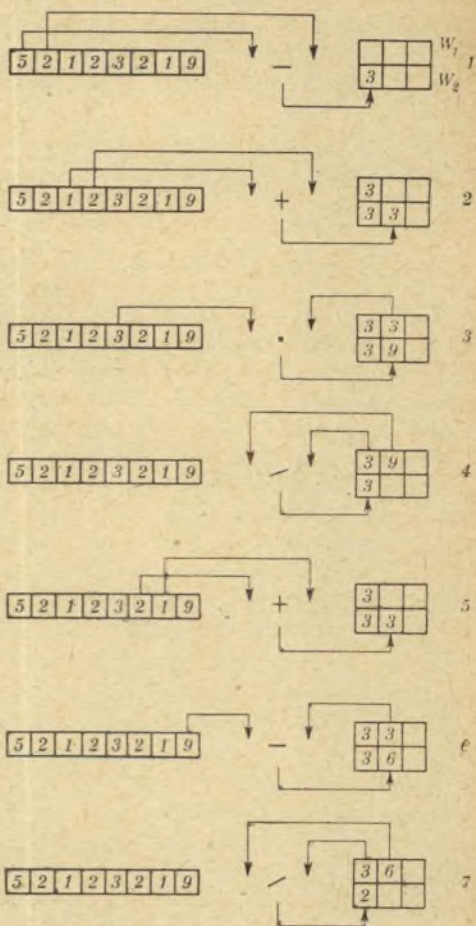 W₁
5 2 1 2 3 2 1 9 — 1
3 W₂
3
5 2 1 2 3 2 1 9 + 3 3 2
3 3
5 2 1 2 3 2 1 9 · 3 9 3
3 9
5 2 1 2 3 2 1 9 / 3 4
3
5 2 1 2 3 2 1 9 + 3 3 5
3 3
5 2 1 2 3 2 1 9 — 3 6 6
3 6
5 2 1 2 3 2 1 9 / 2 7